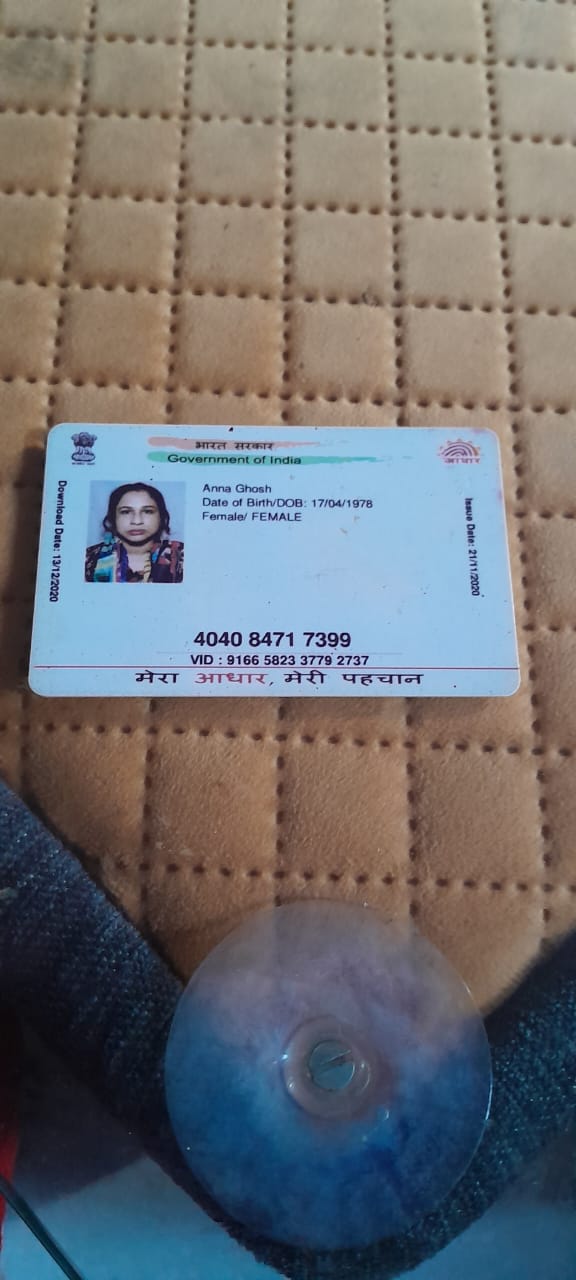 भारत सरकार
Government of India
आधार
Download Date: 13/12/2020
Anna Ghosh
Date of Birth/DOB: 17/04/1978
Female/ FEMALE
Issue Date: 21/11/2020
4040 8471 7399
VID : 9166 5823 3779 2737
मेरा आधार, मेरी पहचान